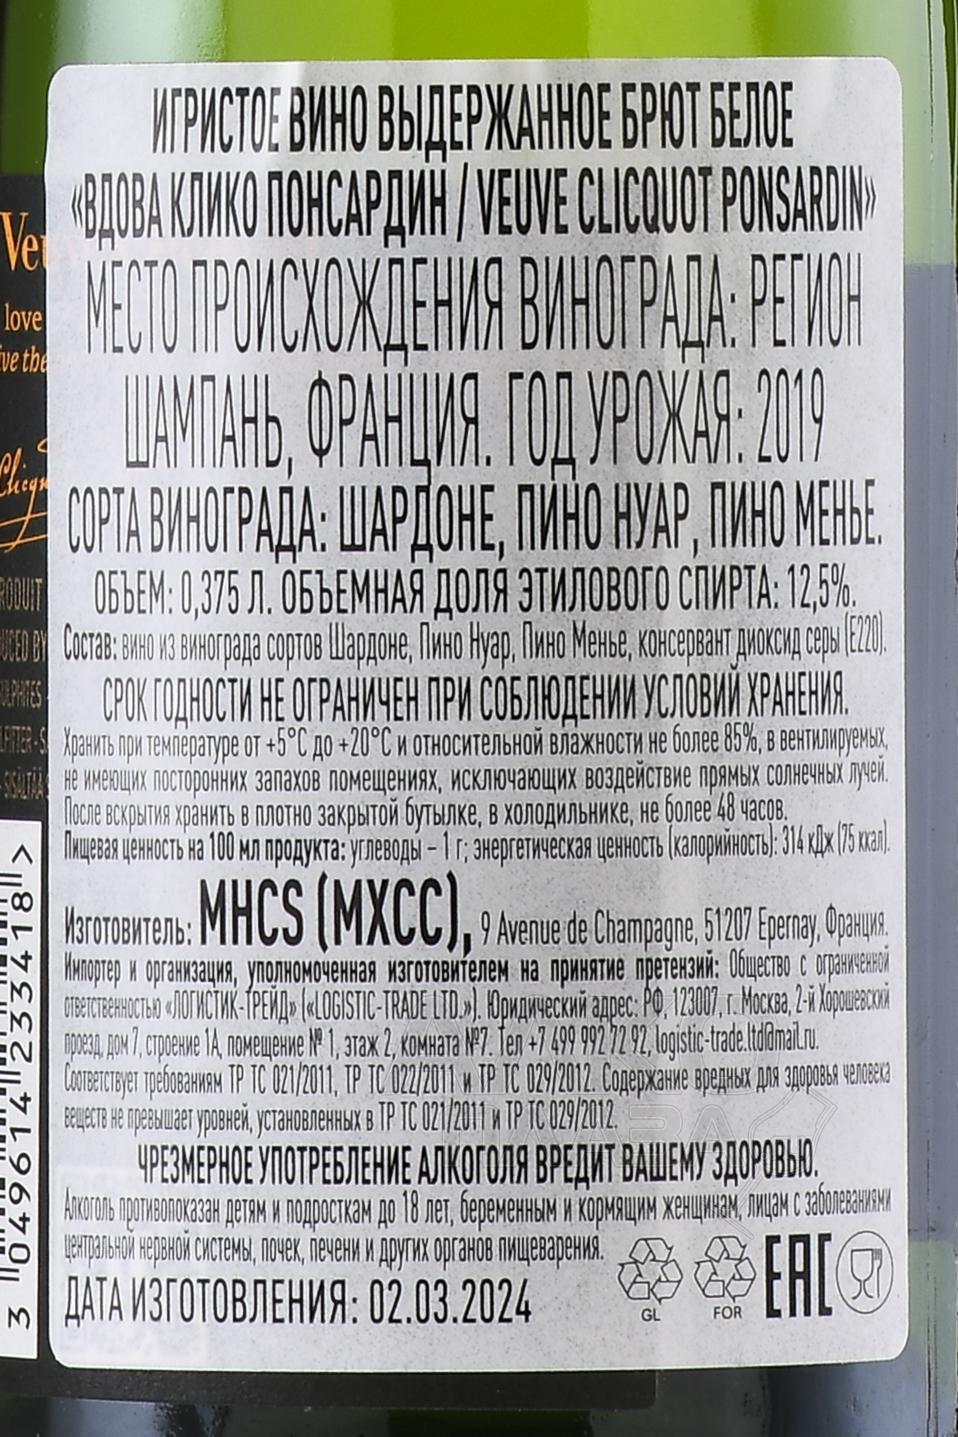 ИГРИСТОЕ ВИНО ВЫДЕРЖАННОЕ БРЮТ БЕЛОЕ
«ВДОВА КЛИКО ПОНСАРДИН / VEUVE CLICQUOT PONSARDIN»
МЕСТО ПРОИСХОЖДЕНИЯ ВИНОГРАДА: РЕГИОН
ШАМПАНЬ, ФРАНЦИЯ. ГОД УРОЖАЯ: 2019
СОРТА ВИНОГРАДА: ШАРДОНЕ, ПИНО НУАР, ПИНО МЕНЬЕ.
ОБЪЕМ: 0,375 Л. ОБЪЕМНАЯ ДОЛЯ ЭТИЛОВОГО СПИРТА: 12,5%.
Состав: вино из винограда сортов Шардоне, Пино Нуар, Пино Менье, консервант диоксид серы (Е220).
СРОК ГОДНОСТИ НЕ ОГРАНИЧЕН ПРИ СОБЛЮДЕНИИ УСЛОВИЙ ХРАНЕНИЯ.
Хранить при температуре от +5°С до +20°С и относительной влажности не более 85%, в вентилируемых,
не имеющих посторонних запахов помещениях, исключающих воздействие прямых солнечных лучей.
После вскрытия хранить в плотно закрытой бутылке, в холодильнике, не более 48 часов.
Пищевая ценность на 100 мл продукта: углеводы – 1 г; энергетическая ценность (калорийность): 314 кДж (75 ккал).
Изготовитель: MHCS (МХСС), 9 Avenue de Champagne, 51207 Epernay, Франция.
Импортер и организация, уполномоченная изготовителем на принятие претензий: Общество с ограниченной
ответственностью «ЛОГИСТИК-ТРЕЙД» («LOGISTIC-TRADE LTD.»). Юридический адрес: РФ, 123007, г. Москва, 2-й Хорошевский
проезд, дом 7, строение 1А, помещение № 1, этаж 2, комната №7. Тел +7 499 992 72 92, logistic-trade.ltd@mail.ru.
Соответствует требованиям ТР ТС 021/2011, ТР ТС 022/2011 и ТР ТС 029/2012. Содержание вредных для здоровья человека
веществ не превышает уровней, установленных в ТР ТС 021/2011 и ТР ТС 029/2012.
ЧРЕЗМЕРНОЕ УПОТРЕБЛЕНИЕ АЛКОГОЛЯ ВРЕДИТ ВАШЕМУ ЗДОРОВЬЮ.
Алкоголь противопоказан детям и подросткам до 18 лет, беременным и кормящим женщинам, лицам с заболеваниями
центральной нервной системы, почек, печени и других органов пищеварения.
ДАТА ИЗГОТОВЛЕНИЯ: 02.03.2024
GL FOR EAC
love
3 049614 233418 >